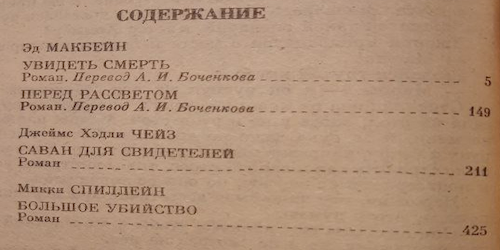 СОДЕРЖАНИЕ
Эд МАКБЕЙН
УВИДЕТЬ СМЕРТЬ
Роман. Перевод А. И. Боченкова 5
ПЕРЕД РАССВЕТОМ
Роман. Перевод А. И. Боченкова 149
Джеймс Хэдли ЧЕЙЗ
САВАН ДЛЯ СВИДЕТЕЛЕЙ
Роман 211
Микки СПИЛЛЕЙН
БОЛЬШОЕ УБИЙСТВО
Роман 425